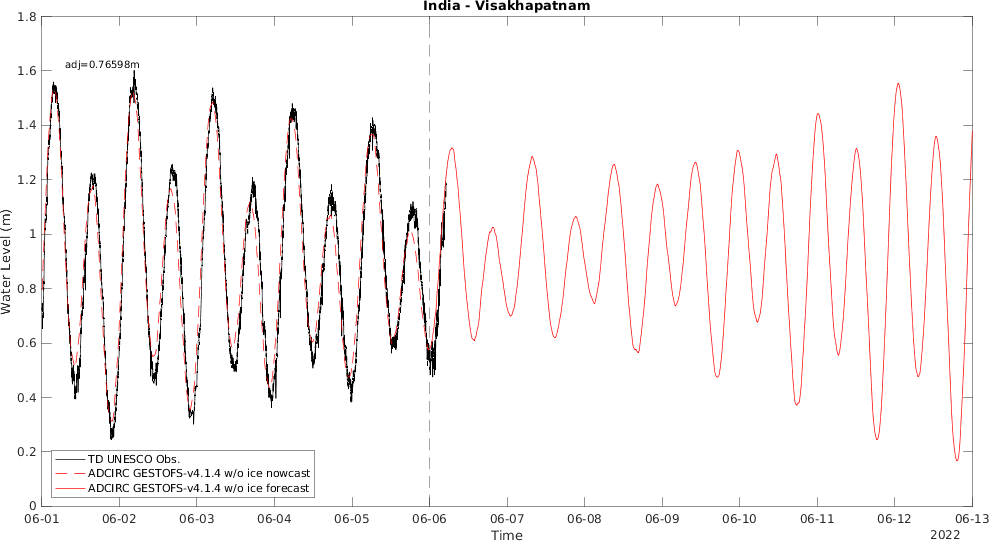 India - Visakhapatnam
1.8
1.6
1.4
1.2
1
0.8
0.6
0.4
0.2
0
Water Level (m)
adj=0.76598m
TD UNESCO Obs.
ADCIRC GESTOFS-v4.1.4 w/o ice nowcast
ADCIRC GESTOFS-v4.1.4 w/o ice forecast
06-01 06-02 06-03 06-04 06-05 06-06 06-07 06-08 06-09 06-10 06-11 06-12 06-13
Time
2022